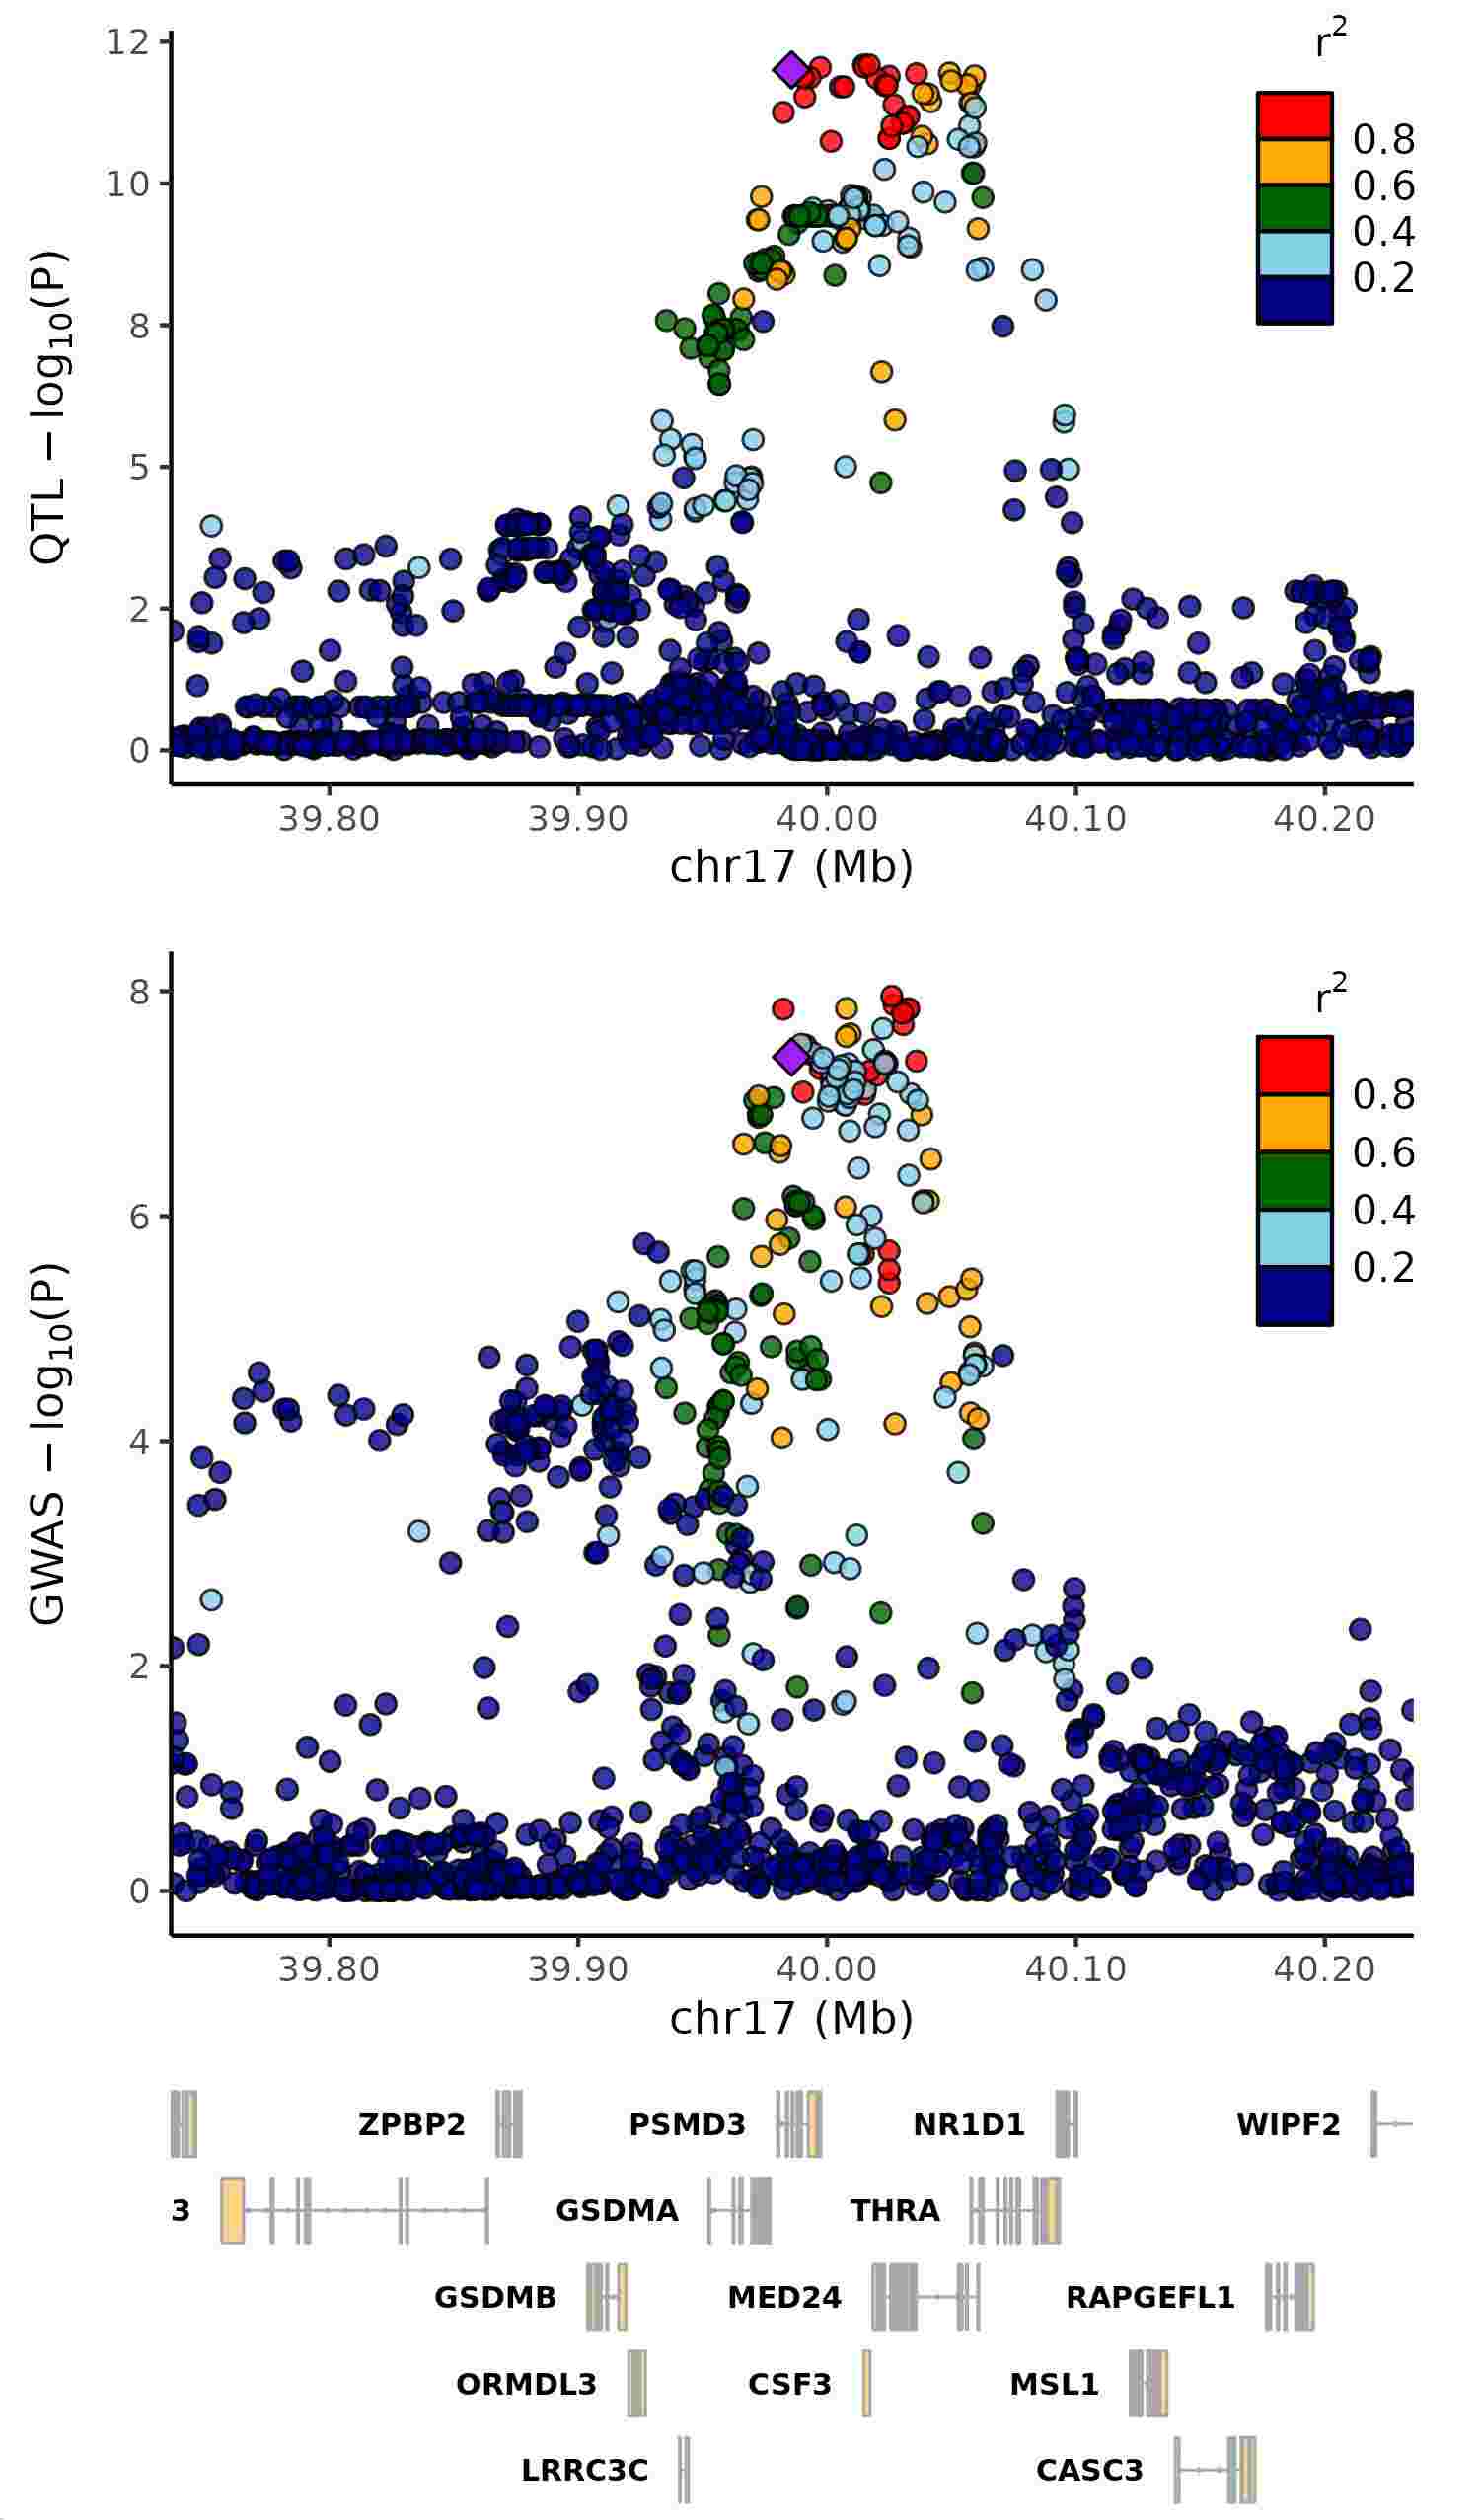 12
10
8
5
2
0
QTL − log10(P)
r2
0.8
0.6
0.4
0.2
39.80 39.90 40.00 40.10 40.20
chr17 (Mb)
8
6
4
2
0
GWAS − log10(P)
r2
0.8
0.6
0.4
0.2
39.80 39.90 40.00 40.10 40.20
chr17 (Mb)
ZPBP2 PSMD3 NR1D1 WIPF2
3 GSDMA THRA
GSDMB MED24 RAPGEFL1
ORMDL3 CSF3 MSL1
LRRC3C CASC3